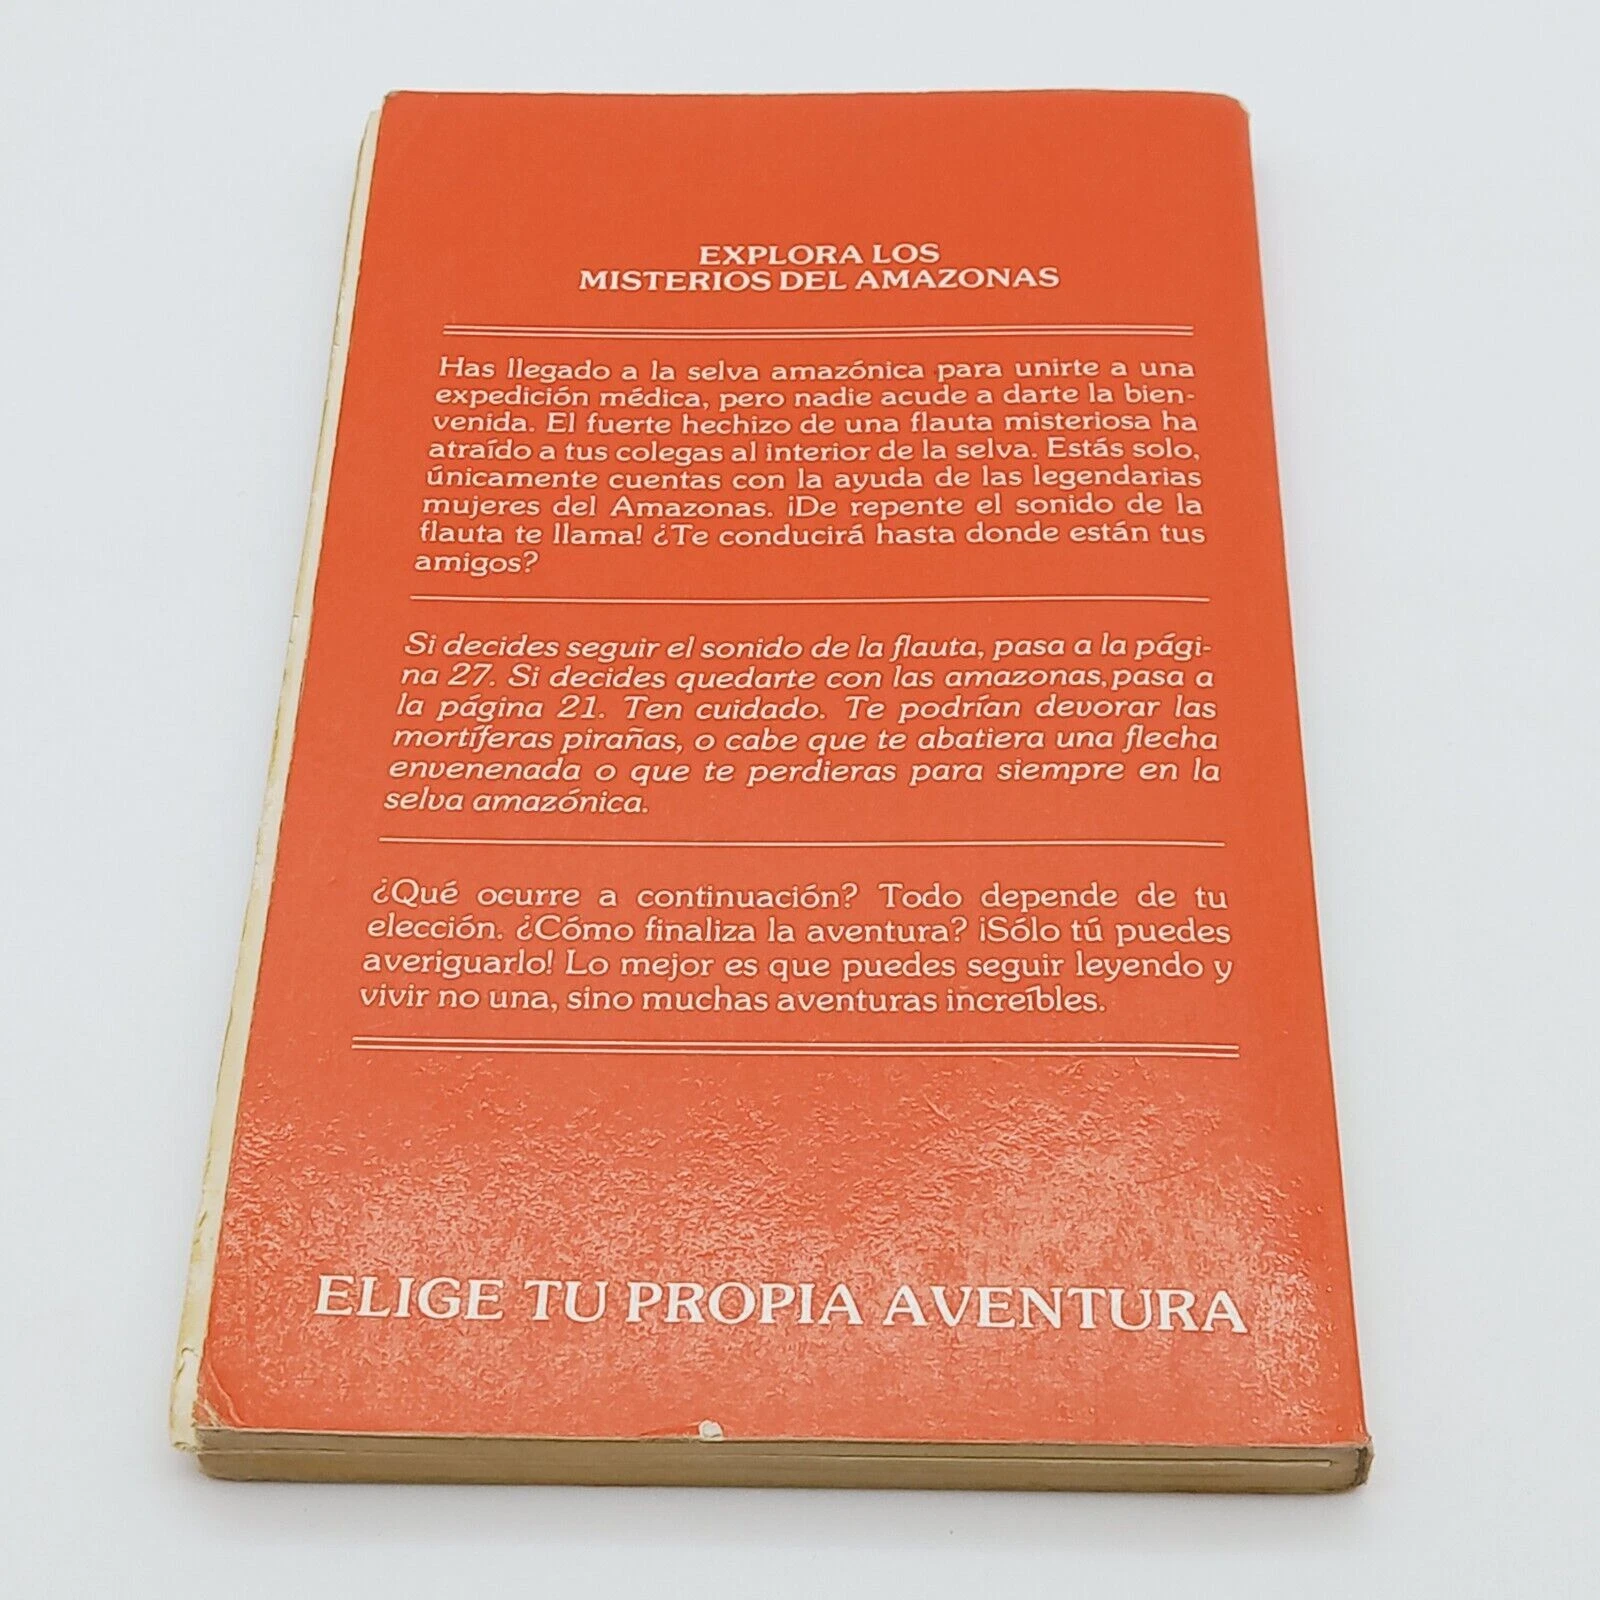 EXPLORA LOS
MISTERIOS DEL AMAZONAS
Has llegado a la selva amazónica para unirte a una
expedición médica, pero nadie acude a darte la bien-
venida. El fuerte hechizo de una flauta misteriosa ha
atraído a tus colegas al interior de la selva. Estás solo,
únicamente cuentas con la ayuda de las legendarias
mujeres del Amazonas. ¡De repente el sonido de la
flauta te llama! ¿Te conducirá hasta donde están tus
amigos?
Si decides seguir el sonido de la flauta, pasa a la pági-
na 27. Si decides quedarte con las amazonas, pasa a
la página 21. Ten cuidado. Te podrían devorar las
mortíferas pirañas, o cabe que te abatiera una flecha
envenenada o que te perdieras para siempre en la
selva amazónica.
¿Qué ocurre a continuación? Todo depende de tu
elección. ¿Cómo finaliza la aventura? ¡Sólo tú puedes
averiguarlo! Lo mejor es que puedes seguir leyendo y
vivir no una, sino muchas aventuras increíbles.
ELIGE TU PROPIA AVENTURA